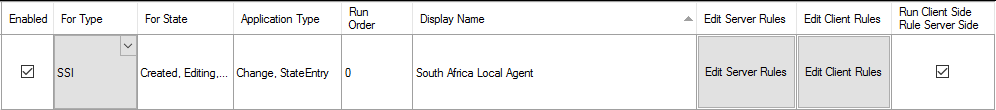 Enabled For Type For State Application Type Run Order Display Name Edit Server Rules Edit Client Rules Run Client Side Rule Server Side
SSI Created, Editing,... Change, StateEntry 0 South Africa Local Agent Edit Server Rules Edit Client Rules